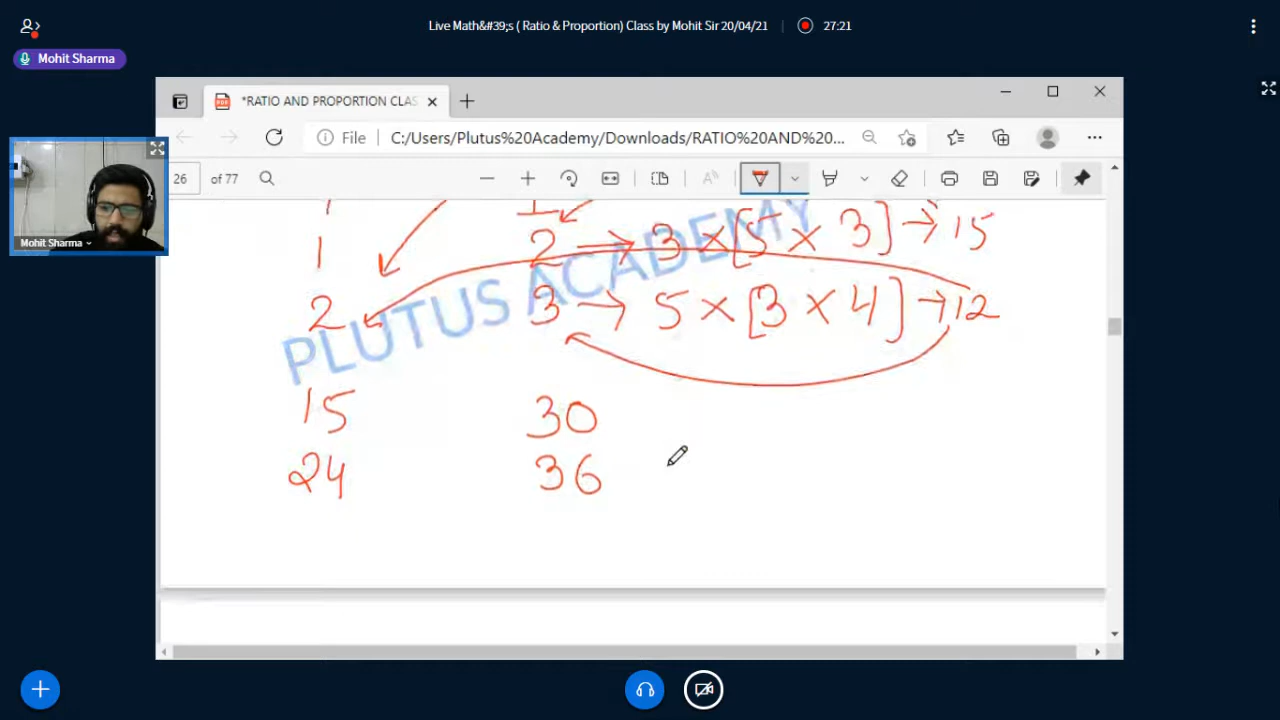 Live Math&#39;s ( Ratio & Proportion) Class by Mohit Sir 20/04/21 27:21
Mohit Sharma
*RATIO AND PROPORTION CLAS
File C:/Users/Plutus%20Academy/Downloads/RATIO%20AND%20...
26 of 77
1 1
1 2 → 3 × [5 × 3] → 15
2 3 → 5 × [3 × 4] → 12
PLUTUS ACADEMY
15 30
24 36
Mohit Sharma